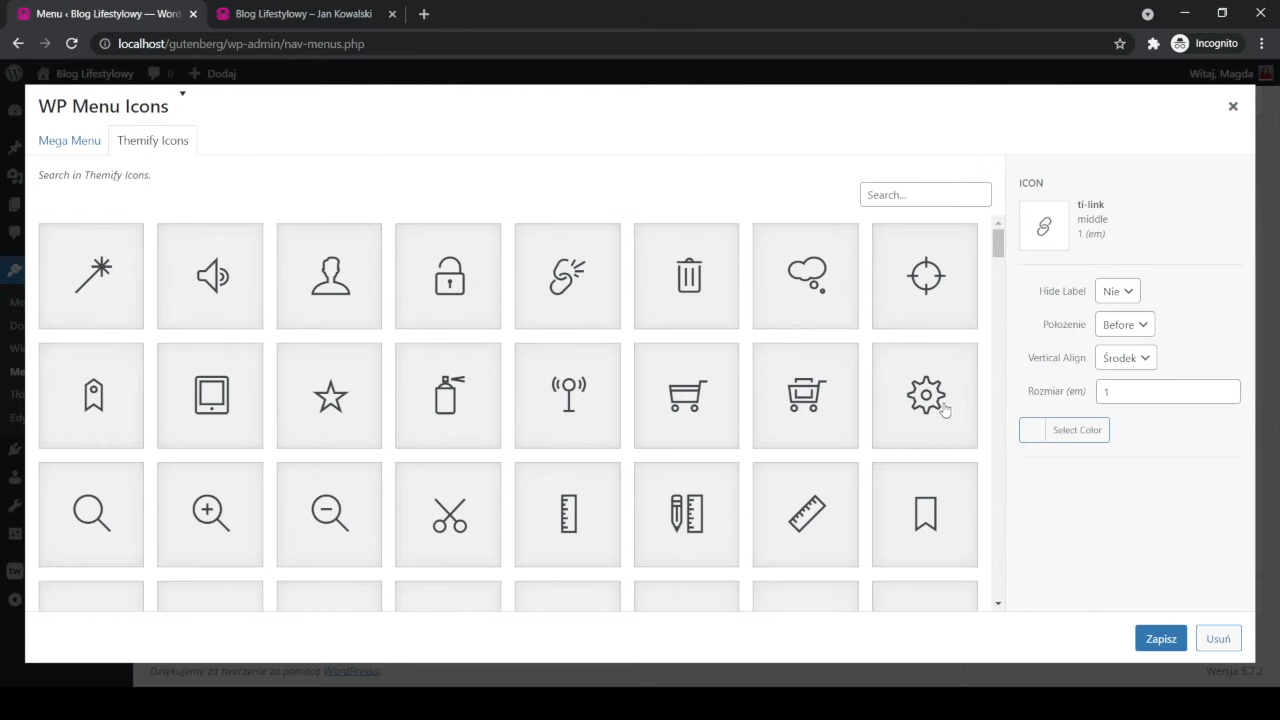 Menu ‹ Blog Lifestylowy — Word
Blog Lifestylowy – Jan Kowalski
localhost/gutenberg/wp-admin/nav-menus.php
Incognito
Blog Lifestylowy
0
Dodaj
Witaj, Magda
WP Menu Icons
Mega Menu
Themify Icons
Search in Themify Icons.
Search...
ICON
ti-link
middle
1 (em)
Hide Label
Nie
Położenie
Before
Vertical Align
Środek
Rozmiar (em)
1
Select Color
Me
Zapisz
Usuń
tw
Dziękujemy za tworzenie za pomocą WordPressa.
Wersja 5.7.2